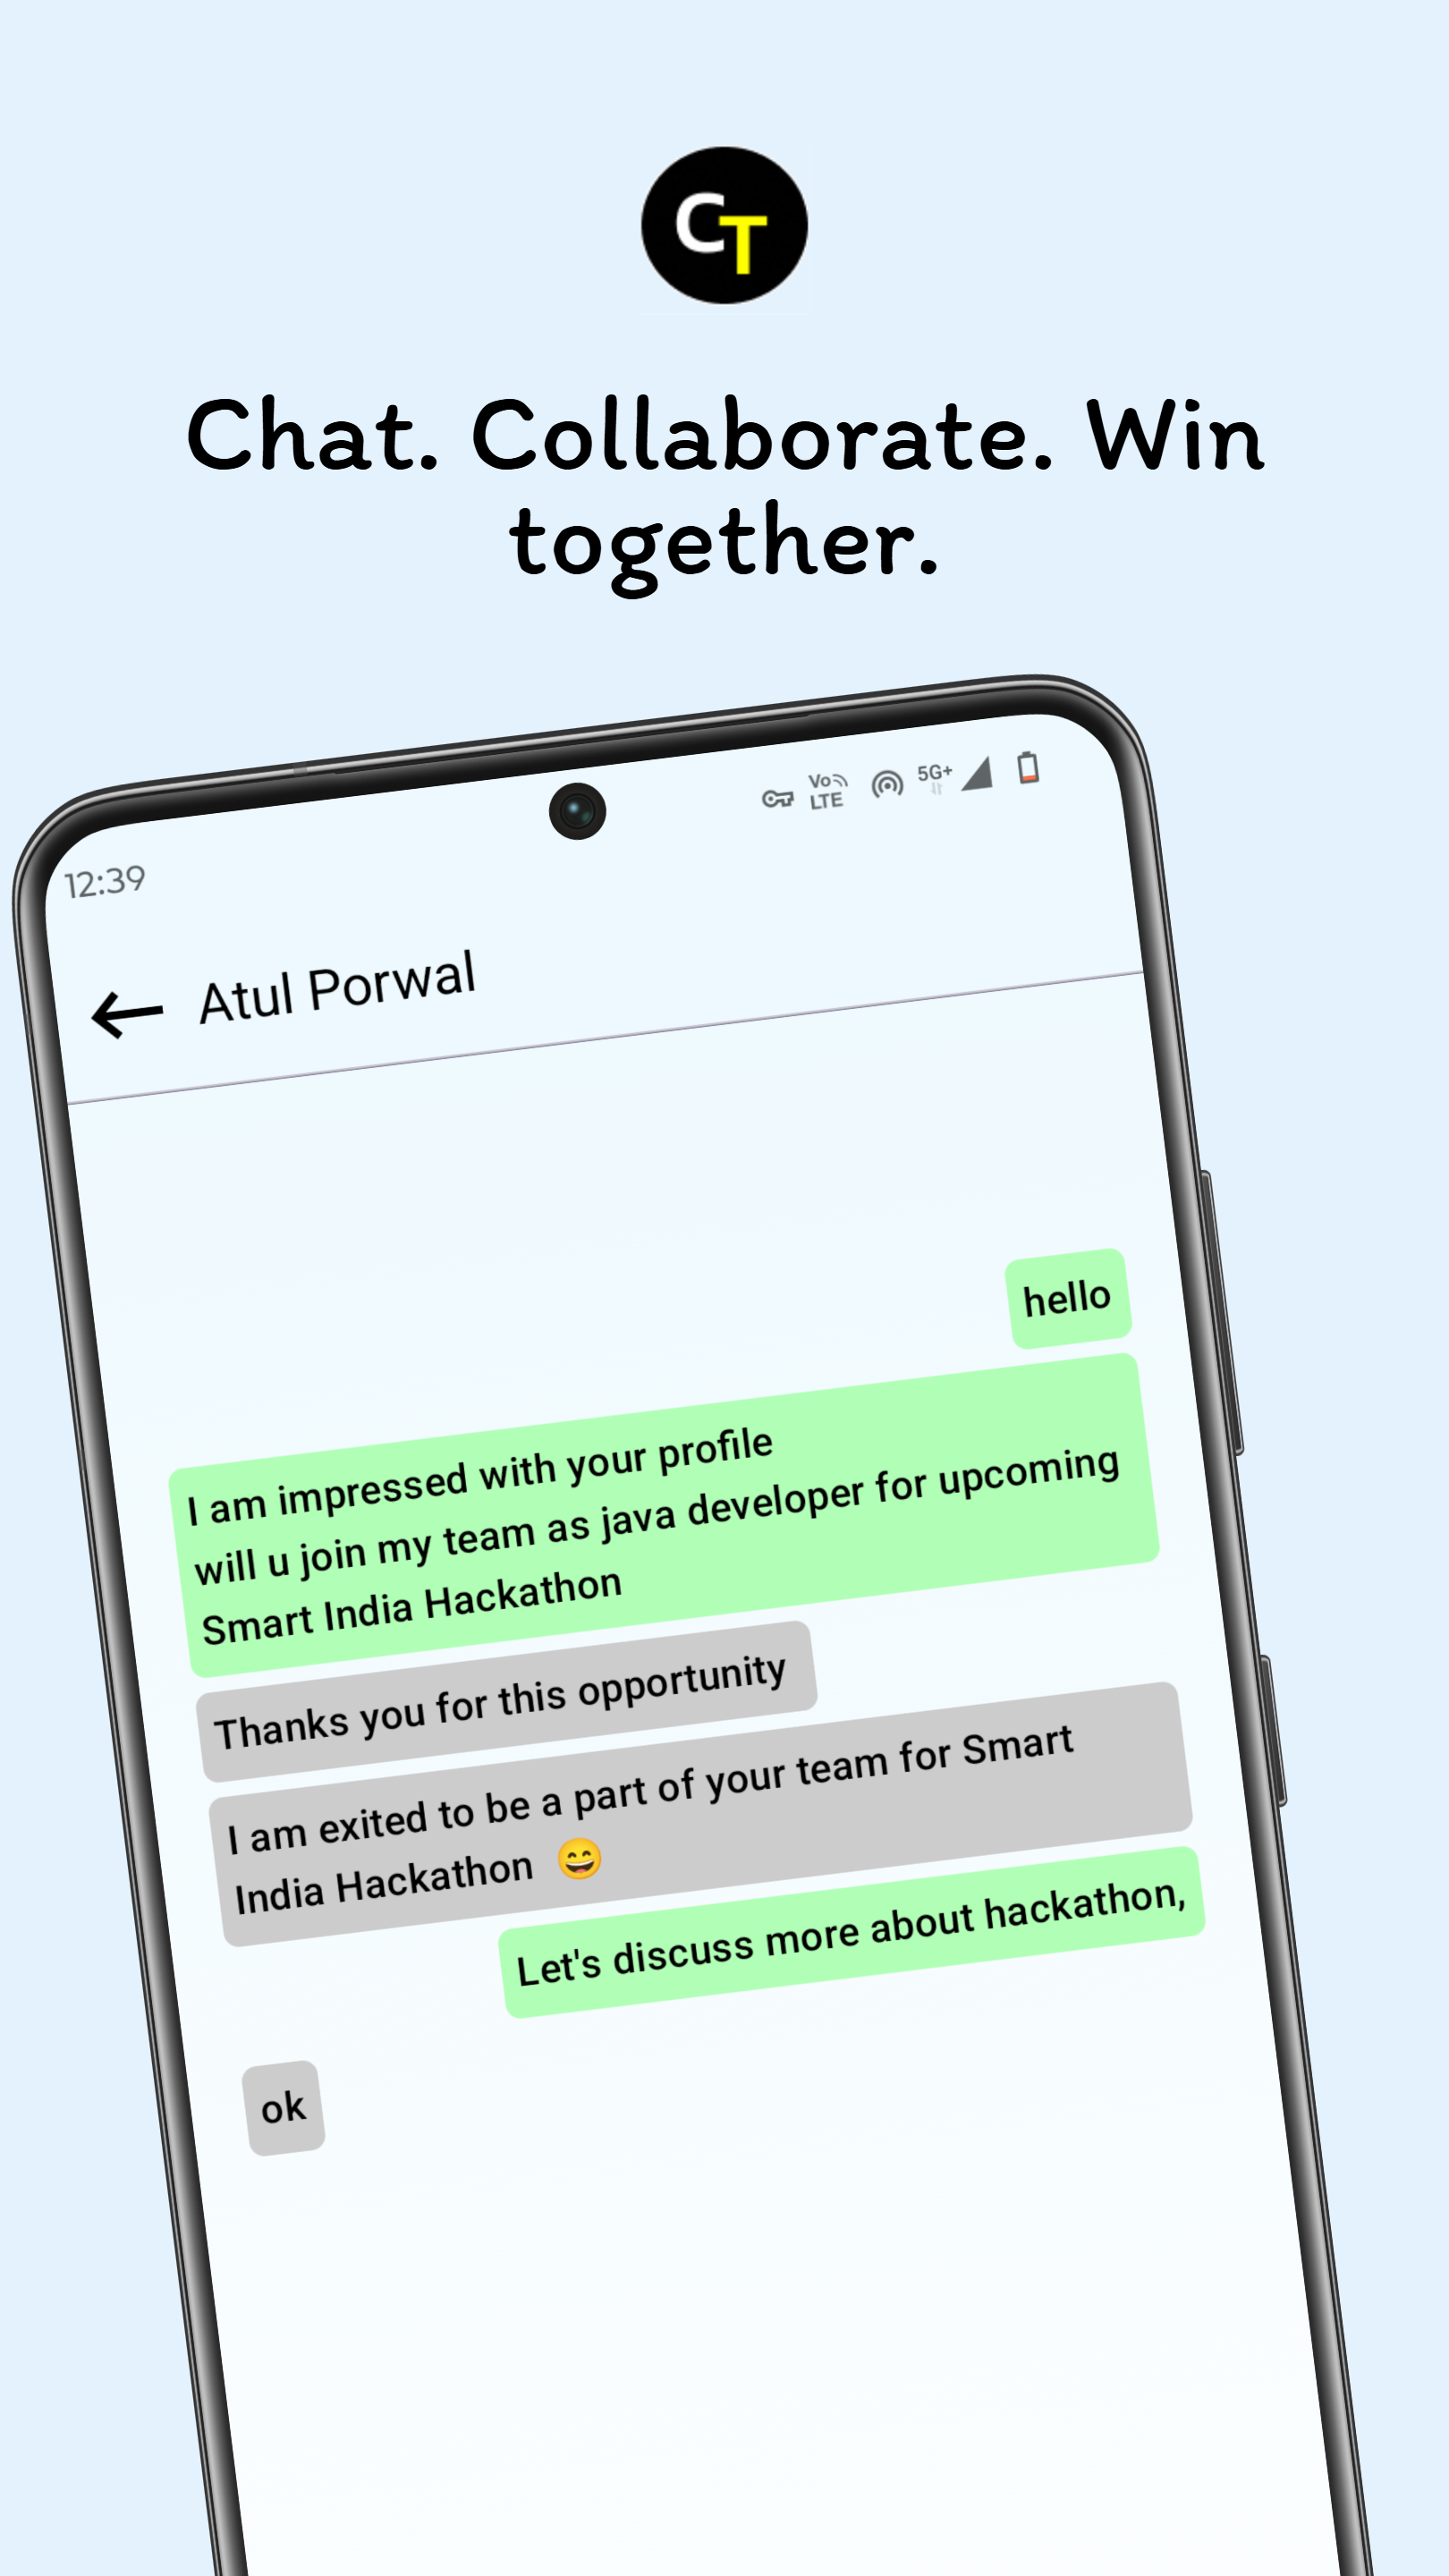 CT
Chat. Collaborate. Win
together.
12:39
Vo
LTE
5G+
Atul Porwal
hello
I am impressed with your profile
will u join my team as java developer for upcoming
Smart India Hackathon
Thanks you for this opportunity
I am exited to be a part of your team for Smart
India Hackathon 😄
Let's discuss more about hackathon,
ok